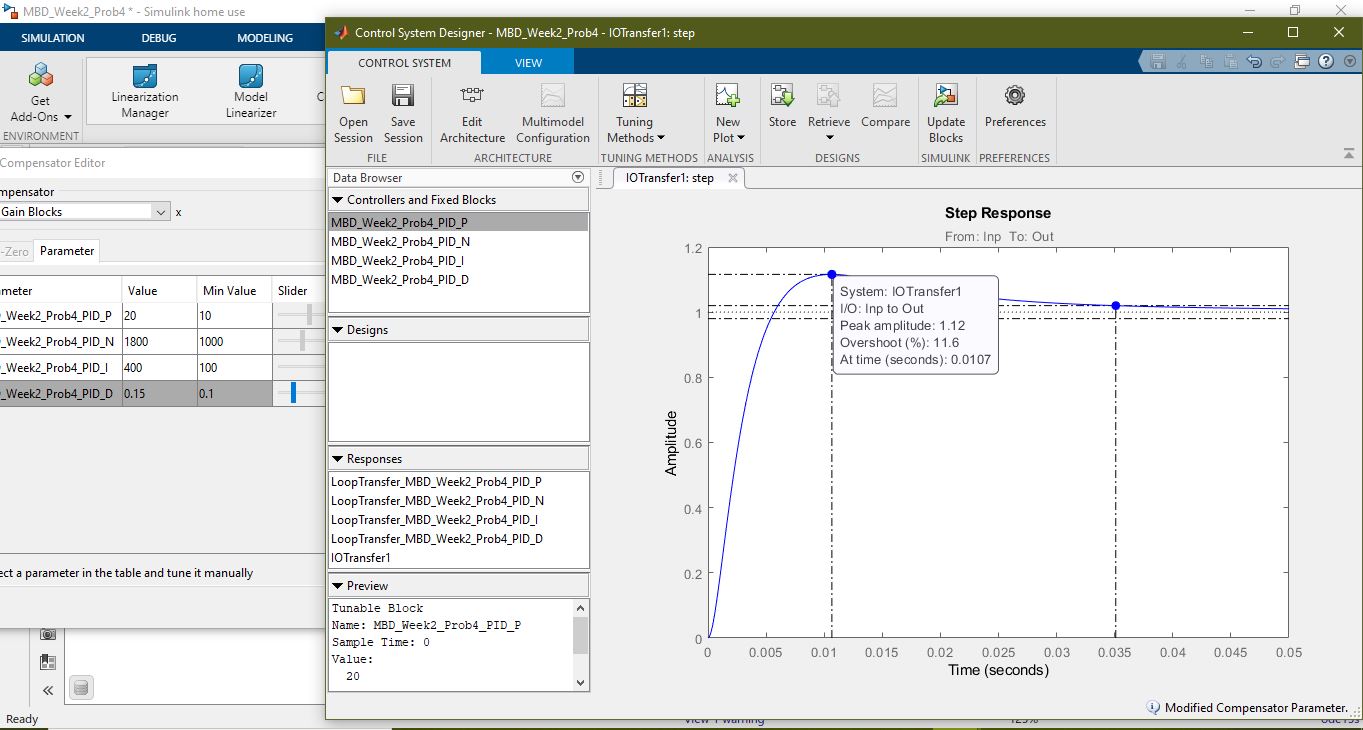 MBD_Week2_Prob4 * - Simulink home use
SIMULATION DEBUG MODELING
Get
Add-Ons
Linearization
Manager
Model
Linearizer
C
ENVIRONMENT
Compensator Editor
mpensator
Gain Blocks
x
-Zero Parameter
meter Value Min Value Slider
D_Week2_Prob4_PID_P 20 10
D_Week2_Prob4_PID_N 1800 1000
D_Week2_Prob4_PID_I 400 100
_Week2_Prob4_PID_D 0.15 0.1
ect a parameter in the table and tune it manually
Ready
Control System Designer - MBD_Week2_Prob4 - IOTransfer1: step
CONTROL SYSTEM VIEW
Open
Session
Save
Session
Edit
Architecture
Multimodel
Configuration
Tuning
Methods
New
Plot
Store
Retrieve
Compare
Update
Blocks
Preferences
FILE ARCHITECTURE TUNING METHODS ANALYSIS DESIGNS SIMULINK PREFERENCES
Data Browser
Controllers and Fixed Blocks
MBD_Week2_Prob4_PID_P
MBD_Week2_Prob4_PID_N
MBD_Week2_Prob4_PID_I
MBD_Week2_Prob4_PID_D
Designs
Responses
LoopTransfer_MBD_Week2_Prob4_PID_P
LoopTransfer_MBD_Week2_Prob4_PID_N
LoopTransfer_MBD_Week2_Prob4_PID_I
LoopTransfer_MBD_Week2_Prob4_PID_D
IOTransfer1
Preview
Tunable Block
Name: MBD_Week2_Prob4_PID_P
Sample Time: 0
Value:
20
IOTransfer1: step
Step Response
From: Inp To: Out
1.2
1
0.8
0.6
0.4
0.2
0
Amplitude
System: IOTransfer1
I/O: Inp to Out
Peak amplitude: 1.12
Overshoot (%): 11.6
At time (seconds): 0.0107
0 0.005 0.01 0.015 0.02 0.025 0.03 0.035 0.04 0.045 0.05
Time (seconds)
Modified Compensator Parameter.
View 1 warning 125% ode15s